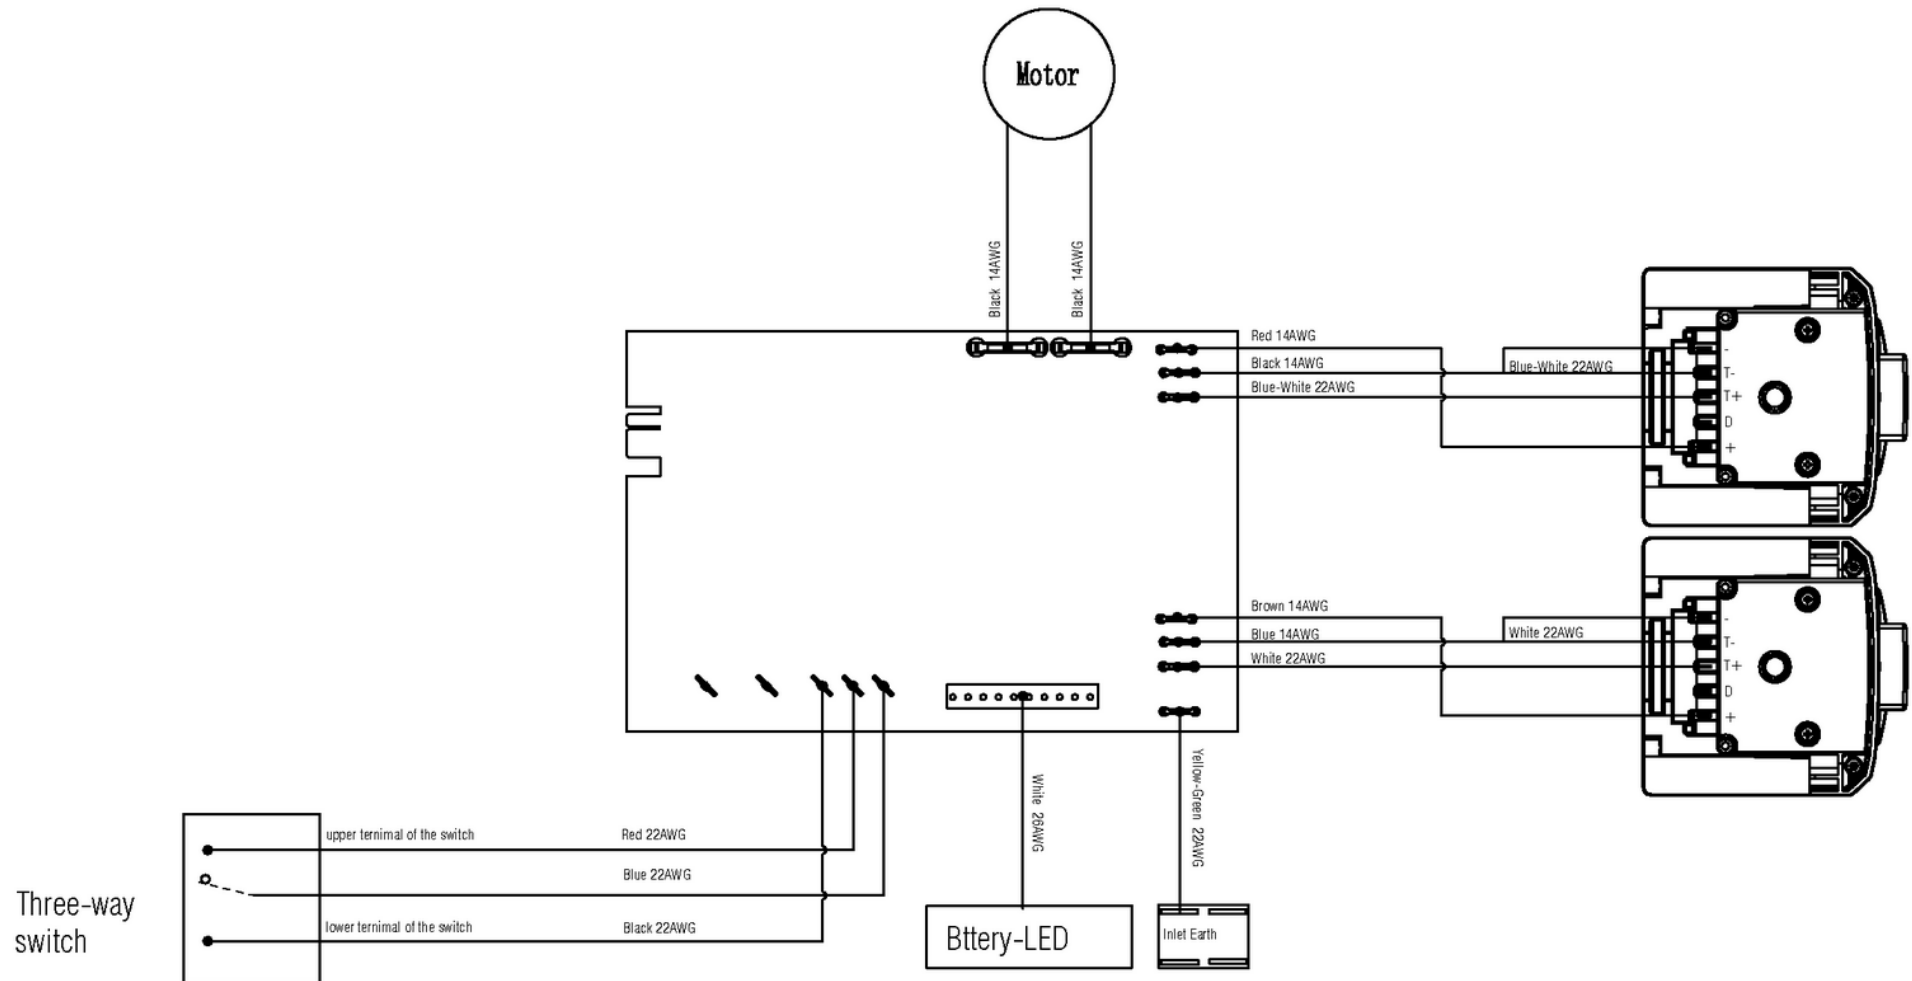 Motor
Black 14AWG
Black 14AWG
Red 14AWG
Black 14AWG
Blue-White 22AWG
Blue-White 22AWG
-
T-
T+
D
+
Brown 14AWG
Blue 14AWG
White 22AWG
White 22AWG
-
T-
T+
D
+
White 26AWG
Yellow-Green 22AWG
upper ternimal of the switch
Red 22AWG
Blue 22AWG
lower ternimal of the switch
Black 22AWG
Three-way
switch
Bttery-LED
Inlet Earth